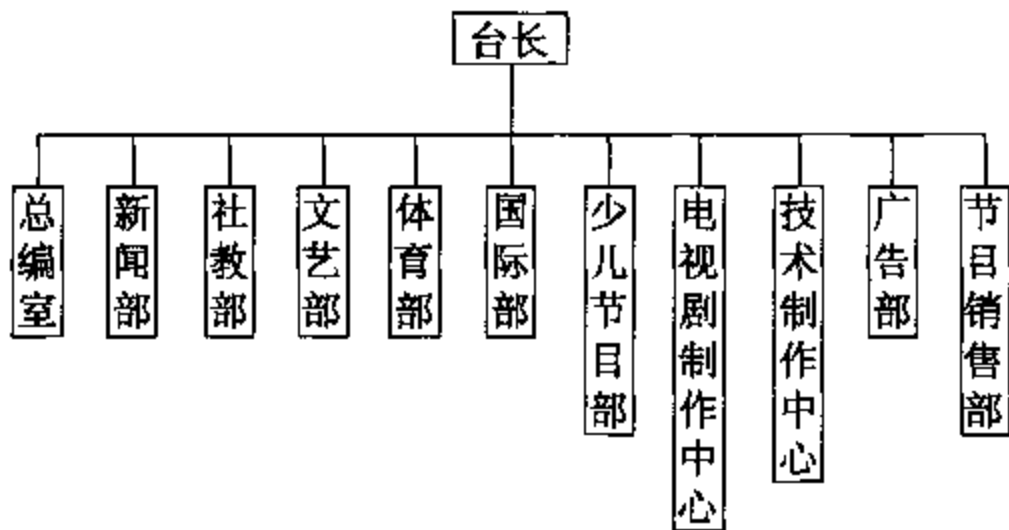 台长
总编室
新闻部
社教部
文艺部
体育部
国际部
少儿节目部
电视剧制作中心
技术制作中心
广告部
节目销售部